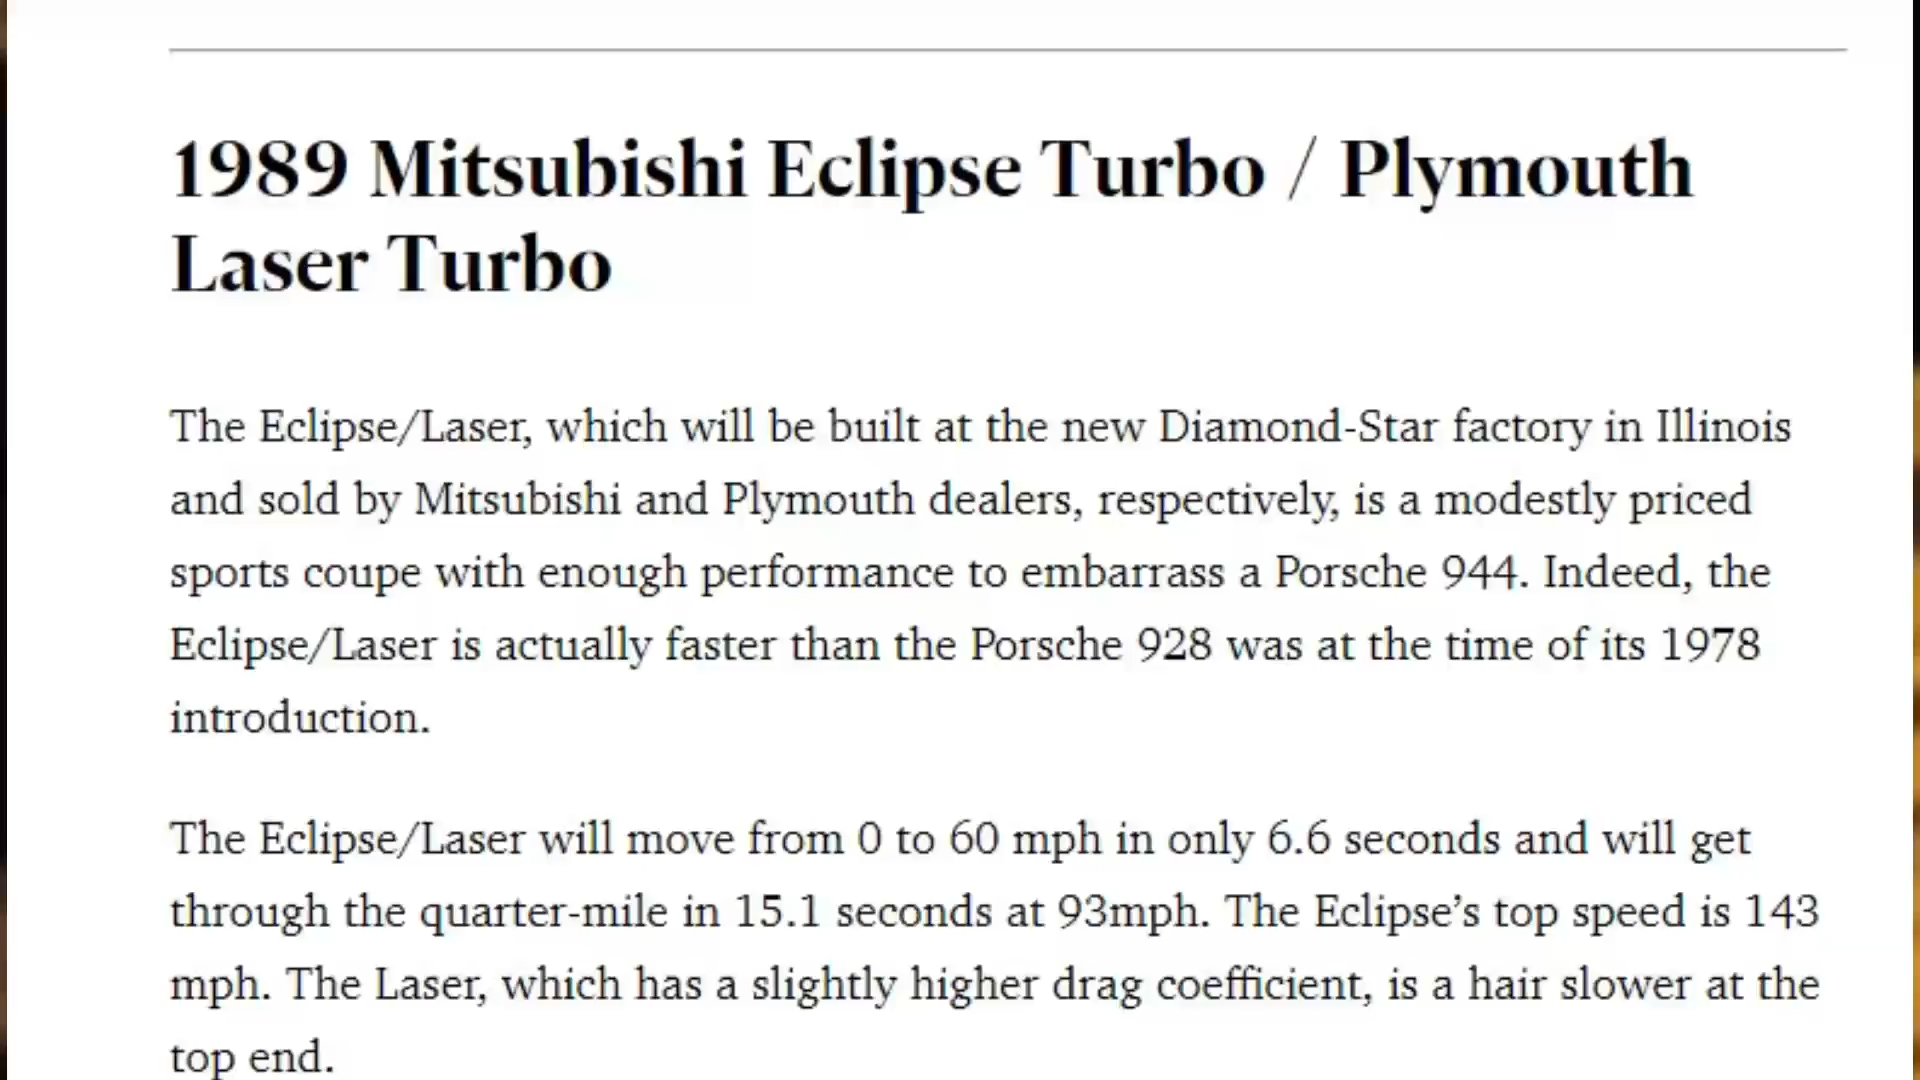 1989 Mitsubishi Eclipse Turbo / Plymouth
Laser Turbo
The Eclipse/Laser, which will be built at the new Diamond-Star factory in Illinois
and sold by Mitsubishi and Plymouth dealers, respectively, is a modestly priced
sports coupe with enough performance to embarrass a Porsche 944. Indeed, the
Eclipse/Laser is actually faster than the Porsche 928 was at the time of its 1978
introduction.
The Eclipse/Laser will move from 0 to 60 mph in only 6.6 seconds and will get
through the quarter-mile in 15.1 seconds at 93mph. The Eclipse’s top speed is 143
mph. The Laser, which has a slightly higher drag coefficient, is a hair slower at the
top end.